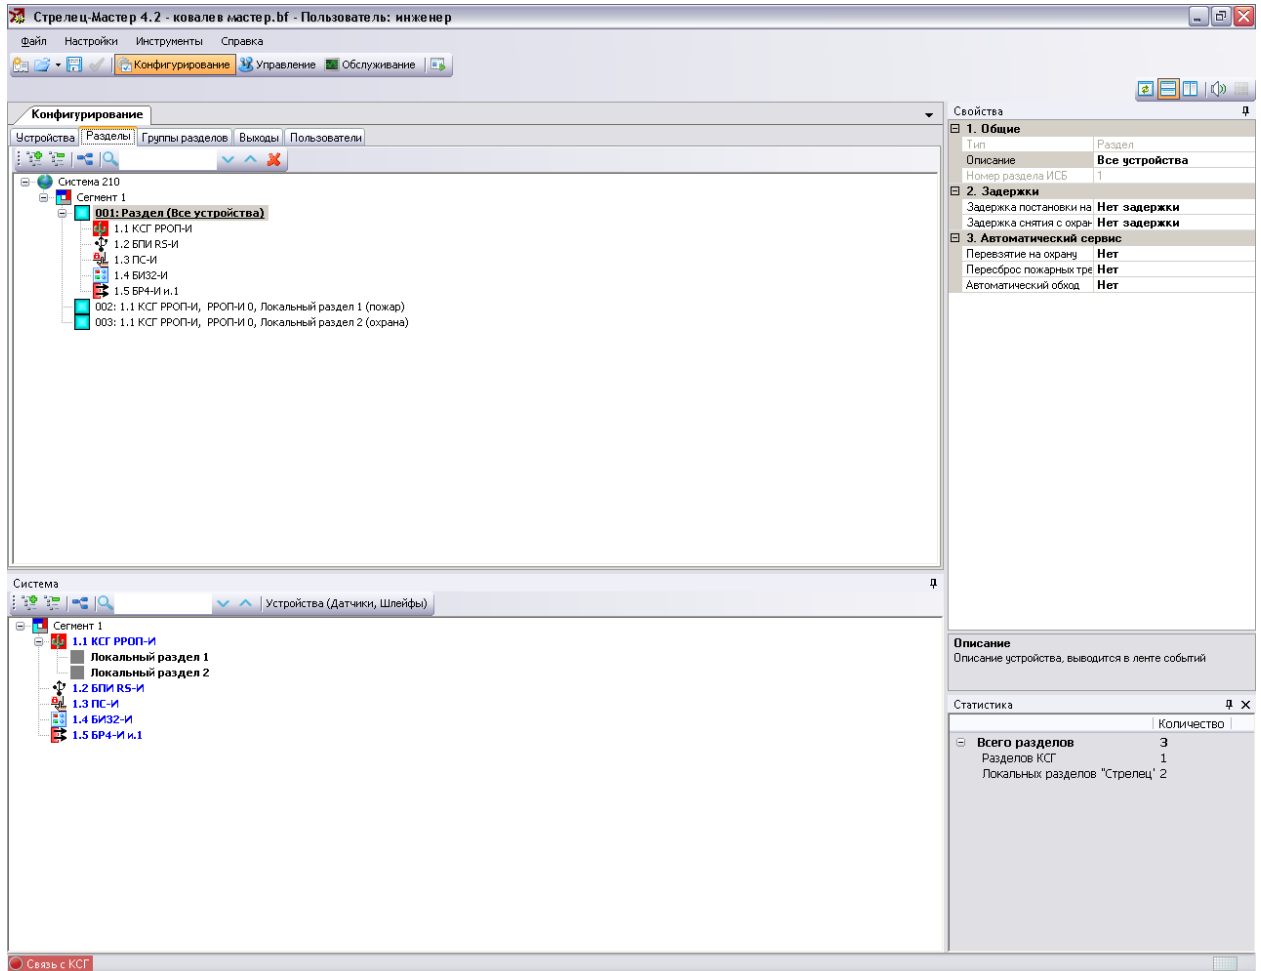 Стрелец-Мастер 4.2 - ковалев мастер.bf - Пользователь: инженер
Файл Настройки Инструменты Справка
Конфигурирование Управление Обслуживание
Конфигурирование
Устройства Разделы Группы разделов Выходы Пользователи
Система 210
Сегмент 1
001: Раздел (Все устройства)
1.1 КСГ РРОП-И
1.2 БПИ RS-И
1.3 ПС-И
1.4 БИ32-И
1.5 БР4-И и.1
002: 1.1 КСГ РРОП-И, РРОП-И 0, Локальный раздел 1 (пожар)
003: 1.1 КСГ РРОП-И, РРОП-И 0, Локальный раздел 2 (охрана)
Система
Устройства (Датчики, Шлейфы)
Сегмент 1
1.1 КСГ РРОП-И
Локальный раздел 1
Локальный раздел 2
1.2 БПИ RS-И
1.3 ПС-И
1.4 БИ32-И
1.5 БР4-И и.1
Свойства
1. Общие
Тип Раздел
Описание Все устройства
Номер раздела ИСБ 1
2. Задержки
Задержка постановки на Нет задержки
Задержка снятия с охран Нет задержки
3. Автоматический сервис
Перевзятие на охрану Нет
Пересброс пожарных тре Нет
Автоматический обход Нет
Описание
Описание устройства, выводится в ленте событий
Статистика
Количество
Всего разделов 3
Разделов КСГ 1
Локальных разделов "Стрелец' 2
Связь с КСГ